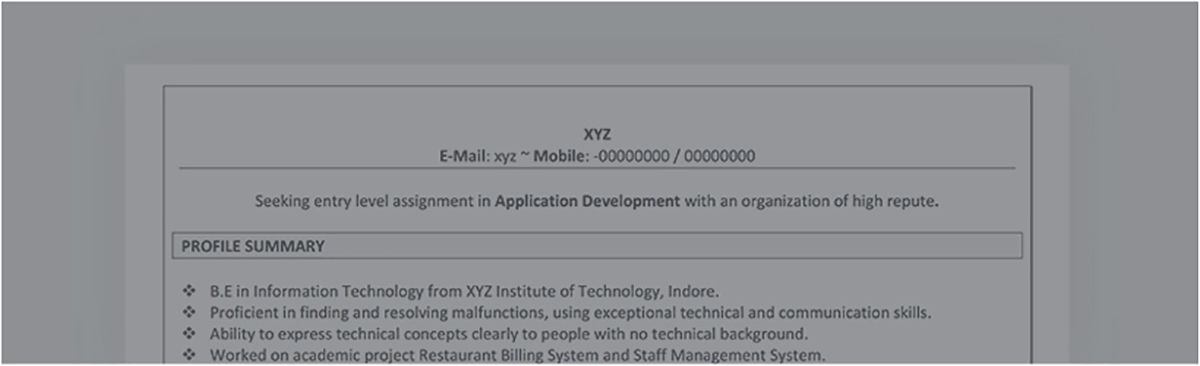 XYZ
E-Mail: xyz ~ Mobile: -00000000 / 00000000
Seeking entry level assignment in Application Development with an organization of high repute.
PROFILE SUMMARY
❖ B.E in Information Technology from XYZ Institute of Technology, Indore.
❖ Proficient in finding and resolving malfunctions, using exceptional technical and communication skills.
❖ Ability to express technical concepts clearly to people with no technical background.
❖ Worked on academic project Restaurant Billing System and Staff Management System.